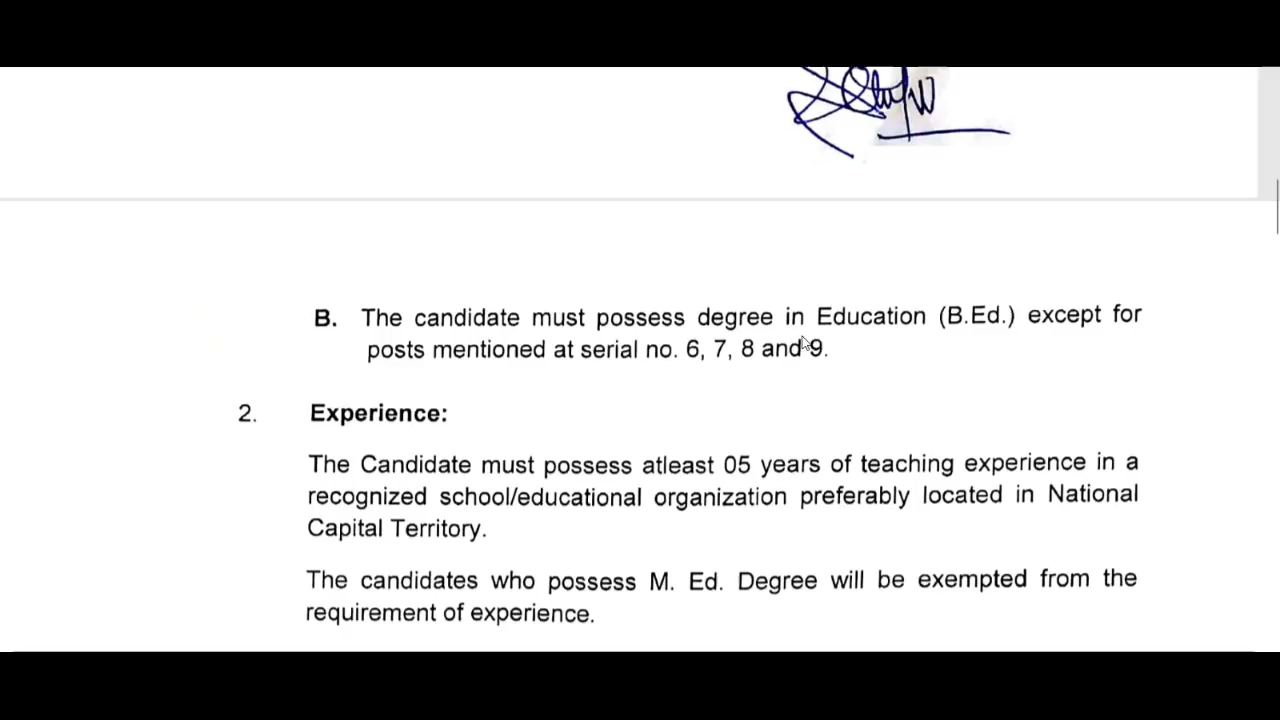 B. The candidate must possess degree in Education (B.Ed.) except for
posts mentioned at serial no. 6, 7, 8 and 9.
2. Experience:
The Candidate must possess atleast 05 years of teaching experience in a
recognized school/educational organization preferably located in National
Capital Territory.
The candidates who possess M. Ed. Degree will be exempted from the
requirement of experience.